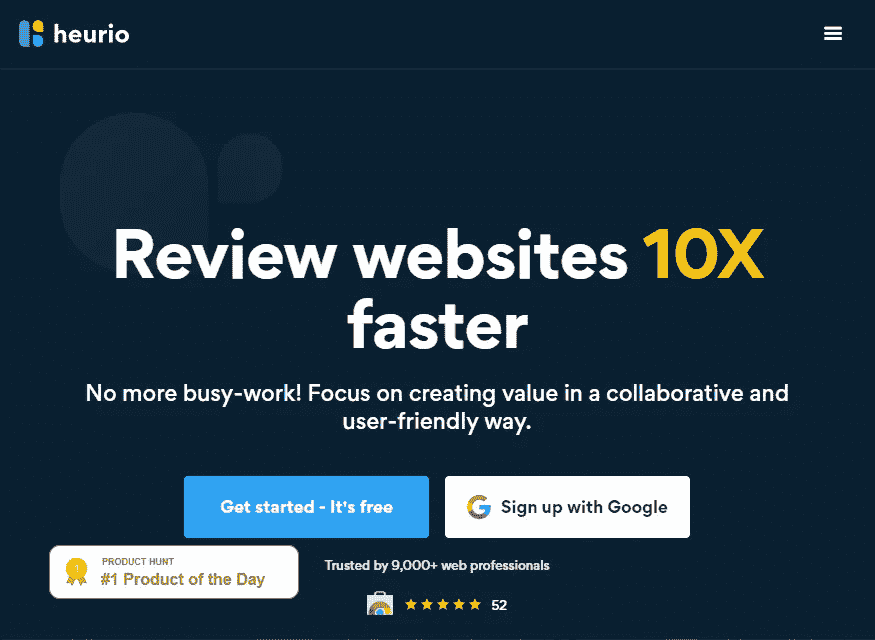 heurio
Review websites 10X
faster
No more busy-work! Focus on creating value in a collaborative and
user-friendly way.
Get started - It's free
Sign up with Google
PRODUCT HUNT
#1 Product of the Day
Trusted by 9,000+ web professionals
52